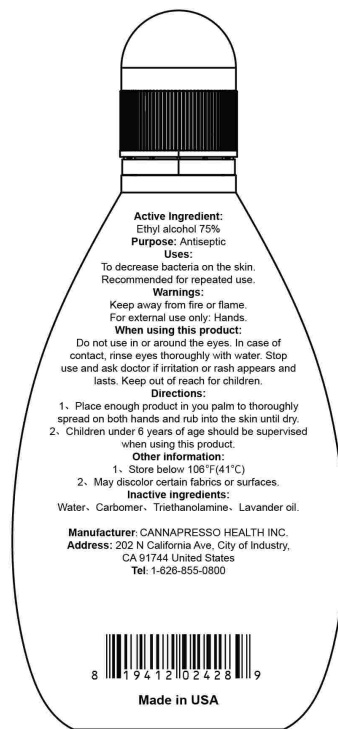 Active Ingredient:
Ethyl alcohol 75%
Purpose: Antiseptic
Uses:
To decrease bacteria on the skin.
Recommended for repeated use.
Warnings:
Keep away from fire or flame.
For external use only: Hands.
When using this product:
Do not use in or around the eyes. In case of
contact, rinse eyes thoroughly with water. Stop
use and ask doctor if irritation or rash appears and
lasts. Keep out of reach for children.
Directions:
1、Place enough product in you palm to thoroughly
spread on both hands and rub into the skin until dry.
2、Children under 6 years of age should be supervised
when using this product.
Other information:
1、Store below 106°F(41℃)
2、May discolor certain fabrics or surfaces.
Inactive ingredients:
Water、Carbomer、Triethanolamine、Lavander oil.
Manufacturer: CANNAPRESSO HEALTH INC.
Address: 202 N California Ave, City of Industry,
CA 91744 United States
Tel: 1-626-855-0800
8 19412 02428 9
Made in USA